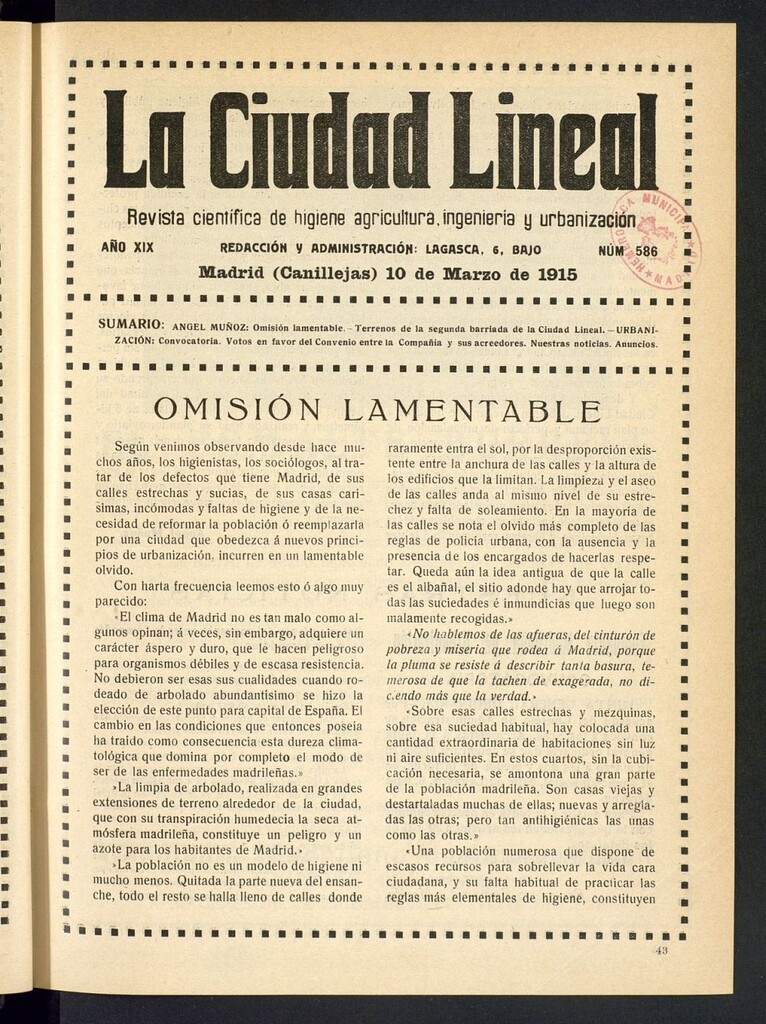 La Ciudad Lineal
Revista científica de higiene agricultura, ingeniería y urbanización
AÑO XIX REDACCIÓN Y ADMINISTRACIÓN: LAGASCA, 6, BAJO NÚM 586
Madrid (Canillejas) 10 de Marzo de 1915
HEMEROTECA MUNICIPAL
MADRID
SUMARIO: ANGEL MUÑOZ: Omisión lamentable. - Terrenos de la segunda barriada de la Ciudad Lineal. — URBANI-
ZACIÓN: Convocatoria. Votos en favor del Convenio entre la Compañía y sus acreedores. Nuestras noticias. Anuncios.
OMISIÓN LAMENTABLE
Según venimos observando desde hace mu-
chos años, los higienistas, los sociólogos, al tra-
tar de los defectos que tiene Madrid, de sus
calles estrechas y sucias, de sus casas carí-
simas, incómodas y faltas de higiene y de la ne-
cesidad de reformar la población ó reemplazarla
por una ciudad que obedezca á nuevos princi-
pios de urbanización, incurren en un lamentable
olvido.
Con harta frecuencia leemos esto ó algo muy
parecido:
«El clima de Madrid no es tan malo como al-
gunos opinan; á veces, sin embargo, adquiere un
carácter áspero y duro, que le hacen peligroso
para organismos débiles y de escasa resistencia.
No debieron ser esas sus cualidades cuando ro-
deado de arbolado abundantísimo se hizo la
elección de este punto para capital de España. El
cambio en las condiciones que entonces poseía
ha traído como consecuencia esta dureza clima-
tológica que domina por completo el modo de
ser de las enfermedades madrileñas.»
»La limpia de arbolado, realizada en grandes
extensiones de terreno alrededor de la ciudad,
que con su transpiración humedecía la seca at-
mósfera madrileña, constituye un peligro y un
azote para los habitantes de Madrid.»
»La población no es un modelo de higiene ni
mucho menos. Quitada la parte nueva del ensan-
che, todo el resto se halla lleno de calles donde
raramente entra el sol, por la desproporción exis-
tente entre la anchura de las calles y la altura de
los edificios que la limitan. La limpieza y el aseo
de las calles anda al mismo nivel de su estre-
chez y falta de soleamiento. En la mayoría de
las calles se nota el olvido más completo de las
reglas de policía urbana, con la ausencia y la
presencia de los encargados de hacerlas respe-
tar. Queda aún la idea antigua de que la calle
es el albañal, el sitio adonde hay que arrojar to-
das las suciedades é inmundicias que luego son
malamente recogidas.»
«No hablemos de las afueras, del cinturón de
pobreza y miseria que rodea á Madrid, porque
la pluma se resiste á describir tanta basura, te-
merosa de que la tachen de exagerada, no di-
ciendo más que la verdad.»
«Sobre esas calles estrechas y mezquinas,
sobre esa suciedad habitual, hay colocada una
cantidad extraordinaria de habitaciones sin luz
ni aire suficientes. En estos cuartos, sin la cubi-
cación necesaria, se amontona una gran parte
de la población madrileña. Son casas viejas y
destartaladas muchas de ellas; nuevas y arregla-
das las otras; pero tan antihigiénicas las unas
como las otras.»
«Una población numerosa que dispone de
escasos recursos para sobrellevar la vida cara
ciudadana, y su falta habitual de practicar las
reglas más elementales de higiene, constituyen
43